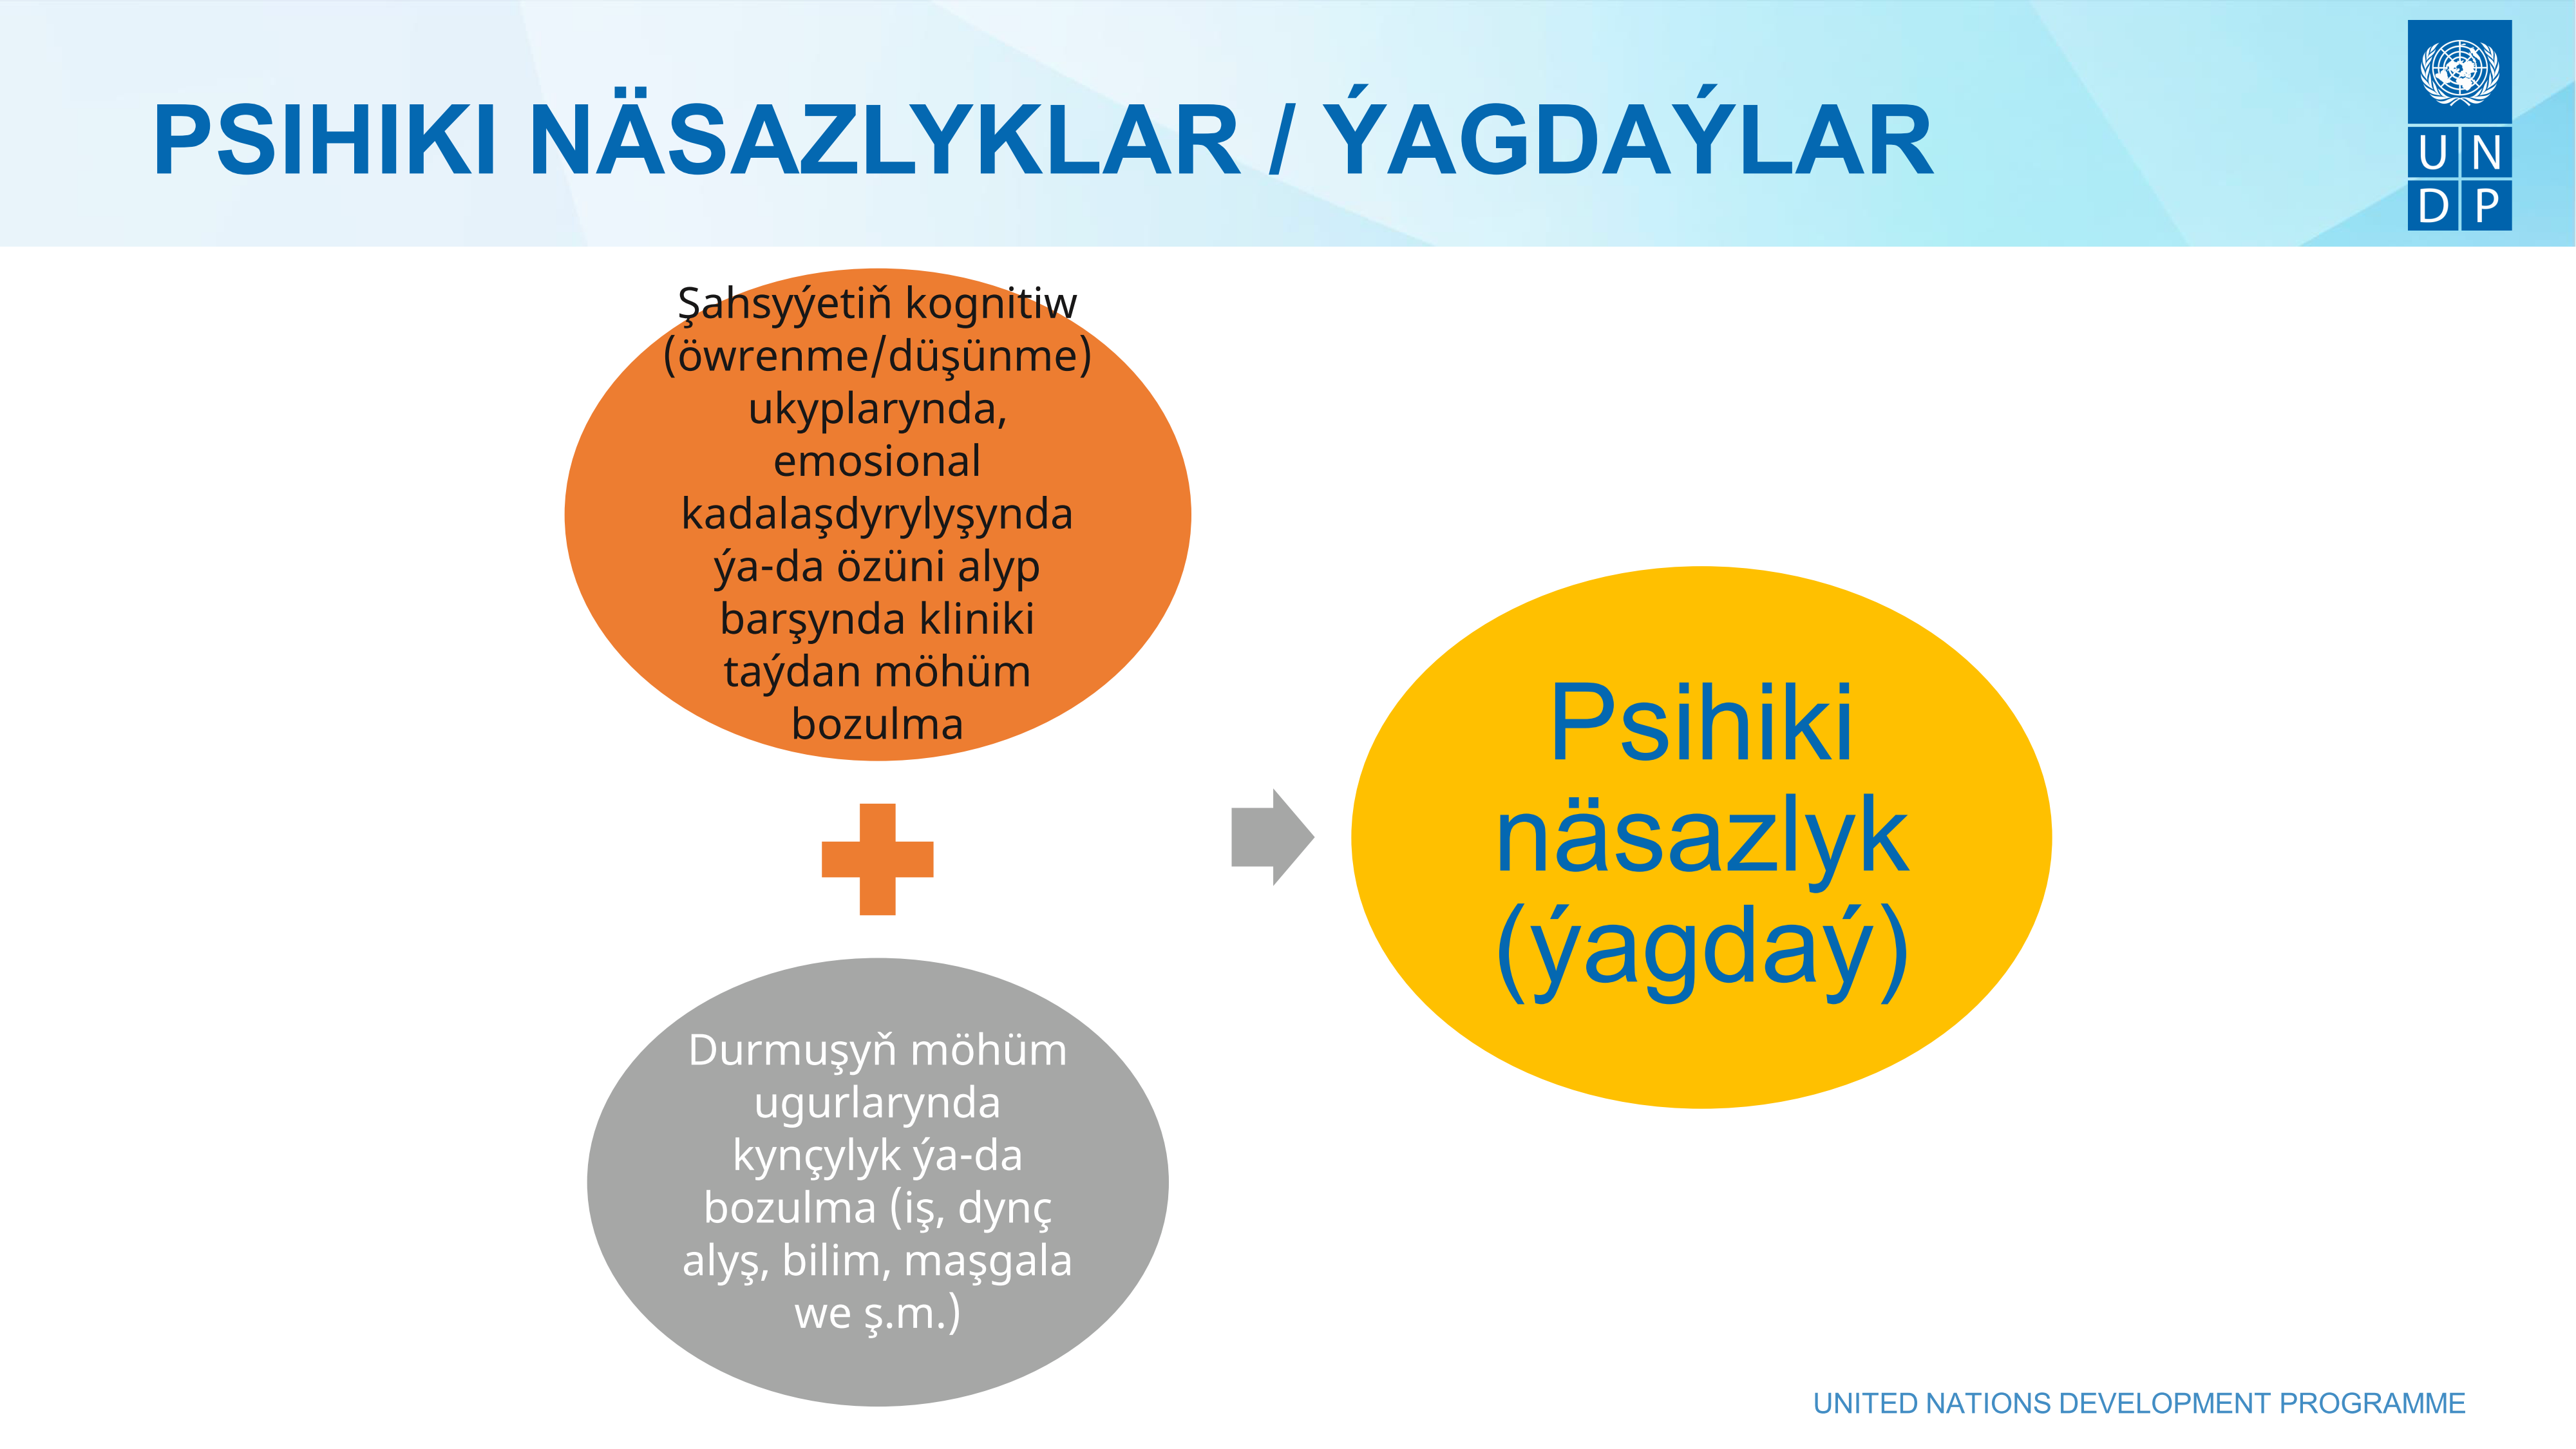 PSIHIKI NÄSAZLYKLAR / ÝAGDAÝLAR
U N
D P
Şahsyýetiň kognitiw
(öwrenme/düşünme)
ukyplarynda,
emosional
kadalaşdyrylyşynda
ýa-da özüni alyp
barşynda kliniki
taýdan möhüm
bozulma
Durmuşyň möhüm
ugurlarynda
kynçylyk ýa-da
bozulma (iş, dynç
alyş, bilim, maşgala
we ş.m.)
Psihiki
näsazlyk
(ýagdaý)
UNITED NATIONS DEVELOPMENT PROGRAMME